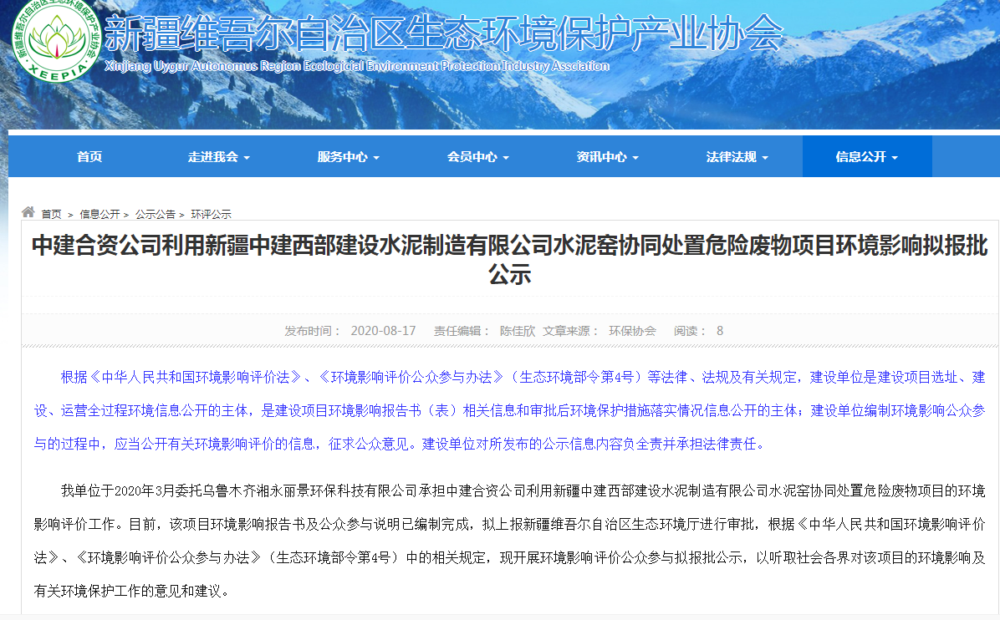 新疆维吾尔自治区生态环境保护产业协会
XEEPIA
新疆维吾尔自治区生态环境保护产业协会
Xinjiang Uygur Autonomus Region Ecologicial Environment Protection Industry Assciation
首页 走进我会 服务中心 会员中心 资讯中心 法律法规 信息公开
首页 > 信息公开 > 公示公告 > 环评公示
中建合资公司利用新疆中建西部建设水泥制造有限公司水泥窑协同处置危险废物项目环境影响拟报批
公示
发布时间： 2020-08-17 责任编辑： 陈佳欣 文章来源： 环保协会 阅读： 8
根据《中华人民共和国环境影响评价法》、《环境影响评价公众参与办法》（生态环境部令第4号）等法律、法规及有关规定，建设单位是建设项目选址、建
设、运营全过程环境信息公开的主体，是建设项目环境影响报告书（表）相关信息和审批后环境保护措施落实情况信息公开的主体；建设单位编制环境影响公众参
与的过程中，应当公开有关环境影响评价的信息，征求公众意见。建设单位对所发布的公示信息内容负全责并承担法律责任。
我单位于2020年3月委托乌鲁木齐湘永丽景环保科技有限公司承担中建合资公司利用新疆中建西部建设水泥制造有限公司水泥窑协同处置危险废物项目的环境
影响评价工作。目前，该项目环境影响报告书及公众参与说明已编制完成，拟上报新疆维吾尔自治区生态环境厅进行审批，根据《中华人民共和国环境影响评价
法》、《环境影响评价公众参与办法》（生态环境部令第4号）中的相关规定，现开展环境影响评价公众参与拟报批公示，以听取社会各界对该项目的环境影响及
有关环境保护工作的意见和建议。